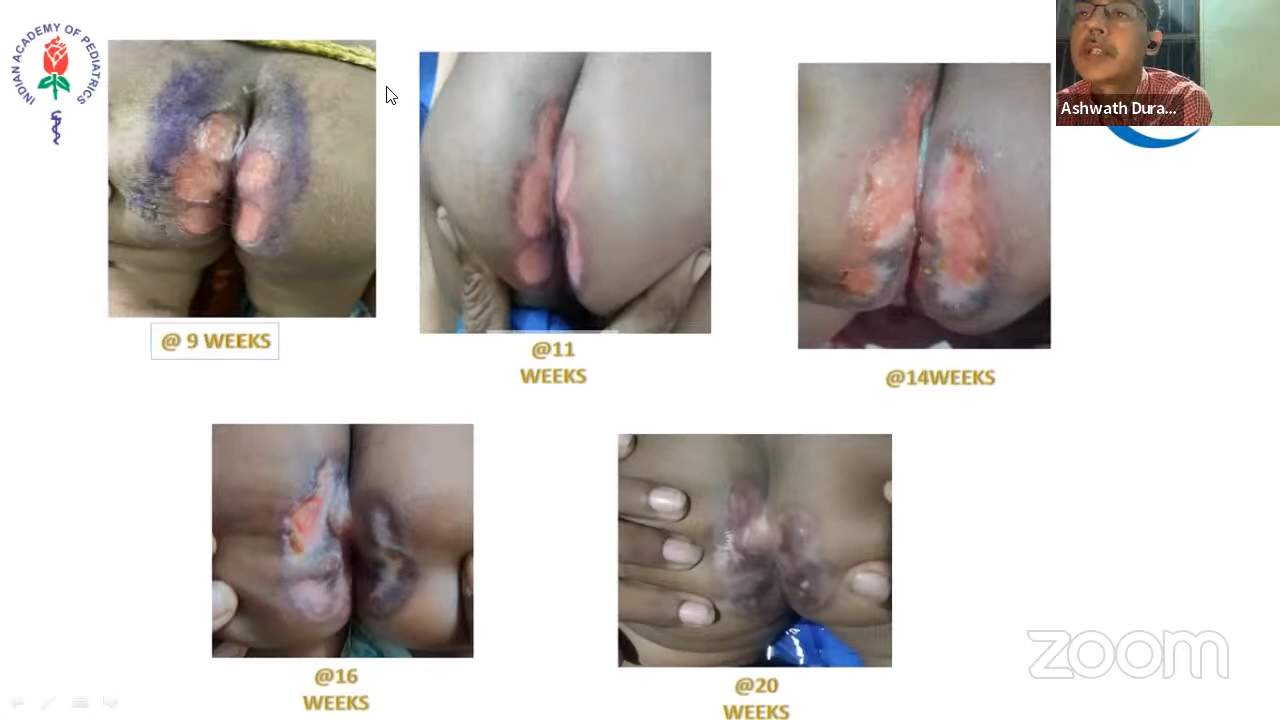 INDIAN ACADEMY OF PEDIATRICS
Ashwath Dura...
@ 9 WEEKS
@11
WEEKS
@14WEEKS
@16
WEEKS
@20
WEEKS
zoom